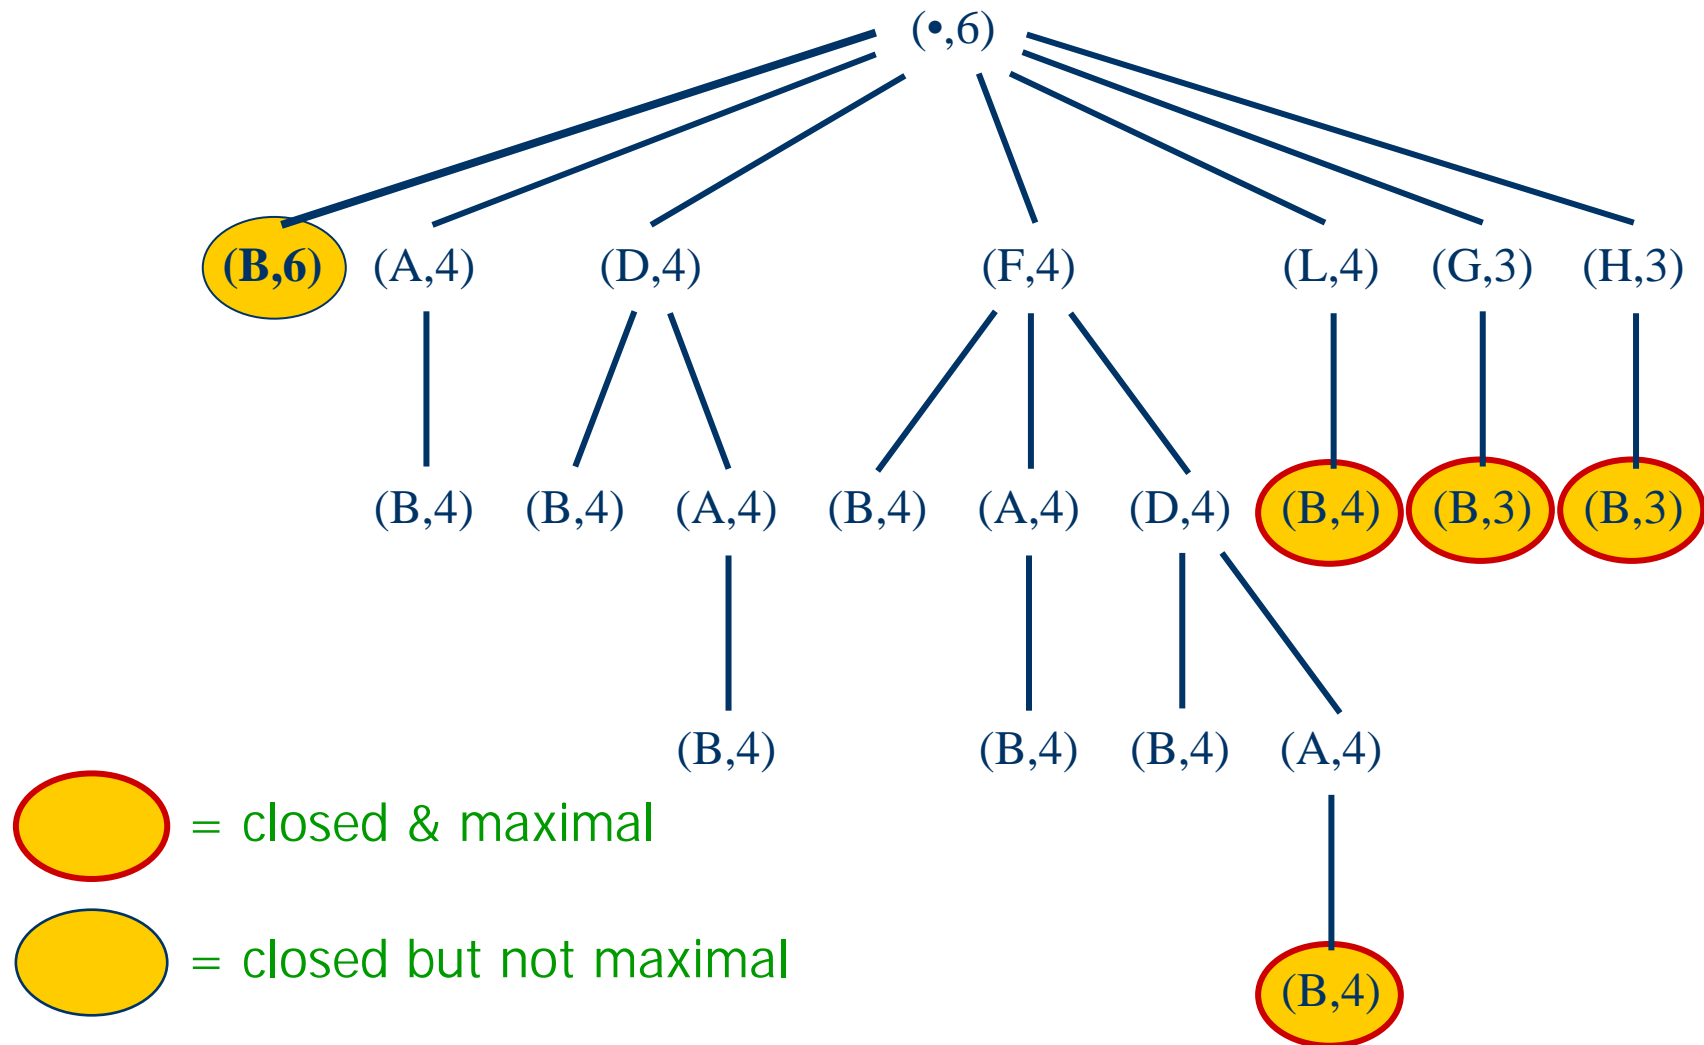 (•,6)
(B,6) (A,4) (D,4) (F,4) (L,4) (G,3) (H,3)
(B,4) (B,4) (A,4) (B,4) (A,4) (D,4) (B,4) (B,3) (B,3)
(B,4) (B,4) (B,4) (A,4)
= closed & maximal
= closed but not maximal
(B,4)